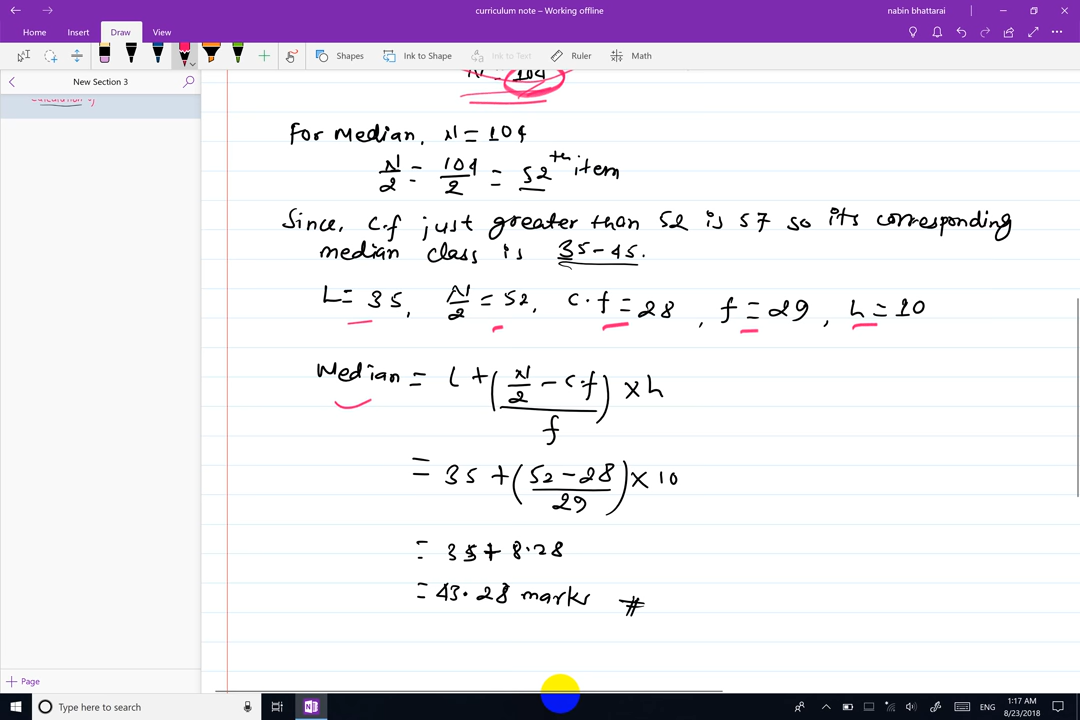 curriculum note – Working offline
nabin bhattarai
Home Insert Draw View
Shapes Ink to Shape Ink to Text Ruler Math
New Section 3
N = 104
For Median, N = 104
N/2 = 104/2 = 52th item
Since, c.f just greater than 52 is 57 so its corresponding
median class is 35-45.
L= 35, N/2 = 52, c.f = 28, f = 29, h = 10
Median = l + (N/2 - c.f / f) × h
= 35 + (52 - 28 / 29) × 10
= 35 + 8.28
= 43.28 marks #
+ Page
Type here to search
ENG
1:17 AM
8/23/2018